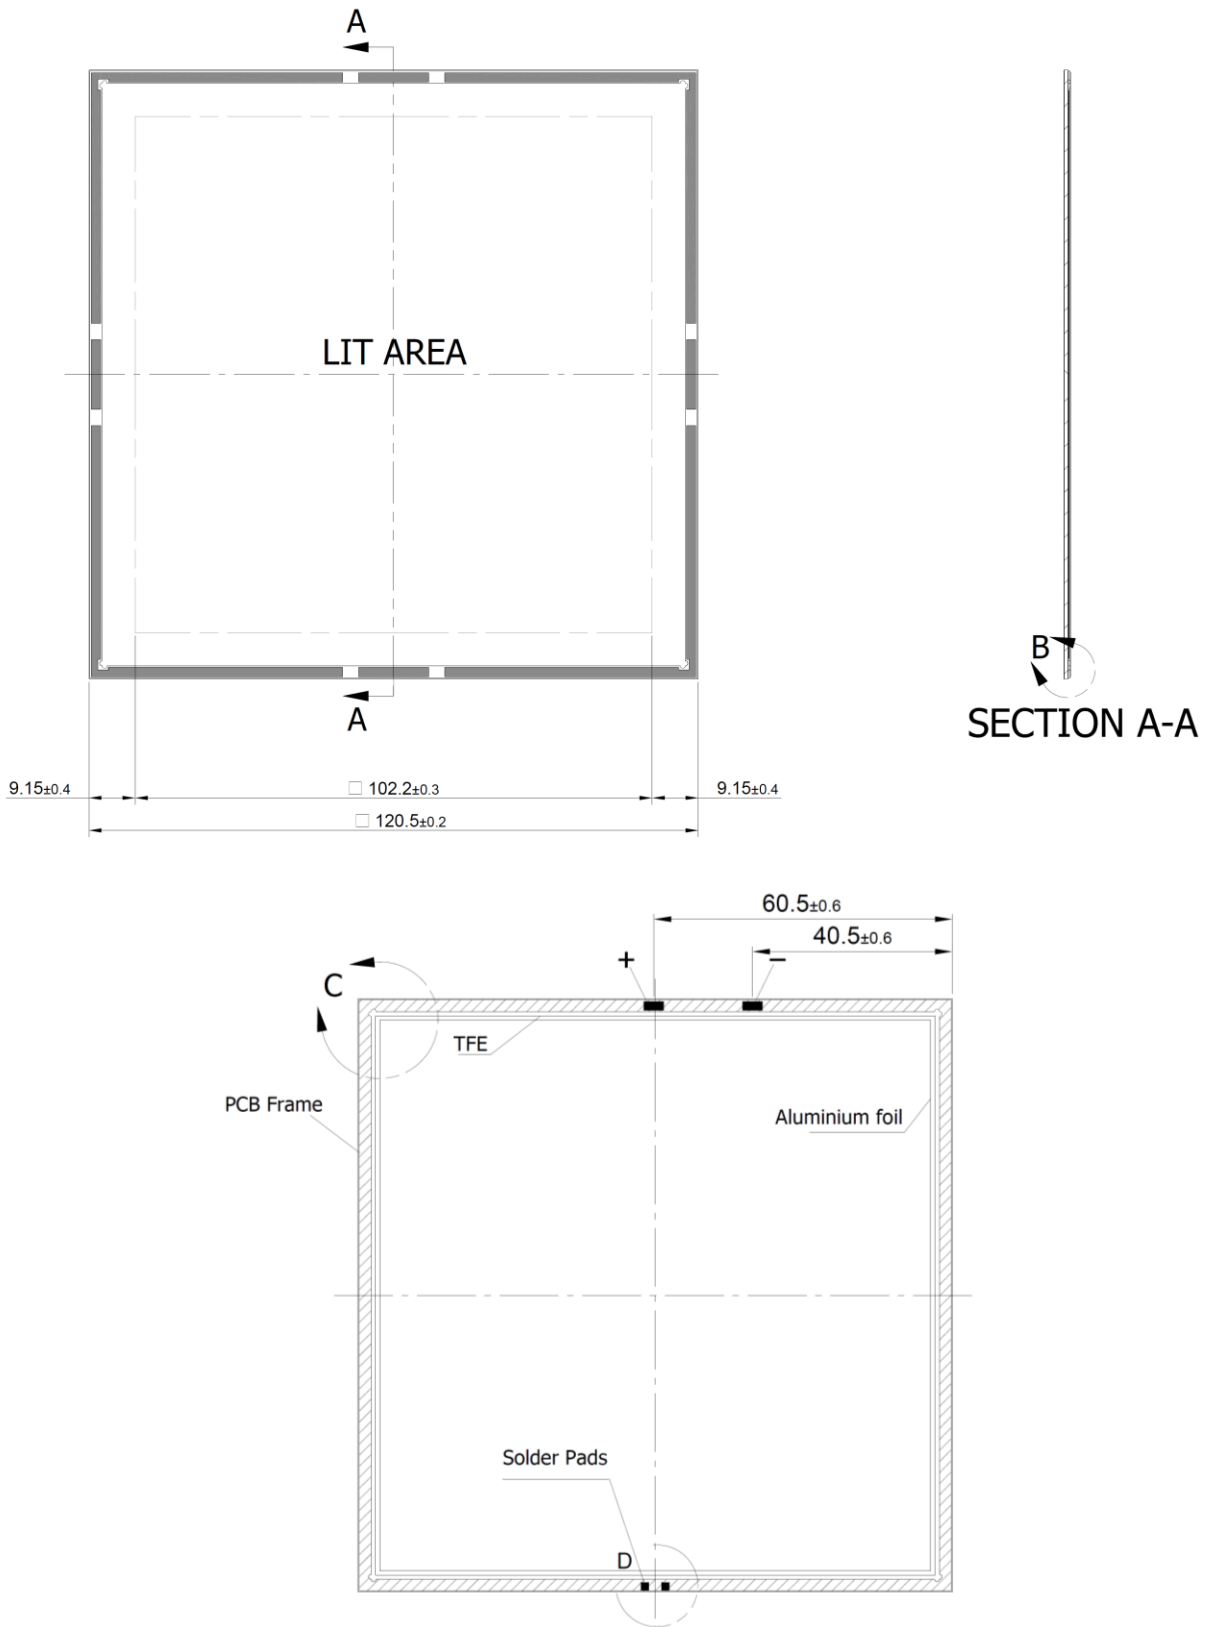 A
LIT AREA
A
B
SECTION A-A
9.15±0.4
□ 102.2±0.3
9.15±0.4
□ 120.5±0.2
60.5±0.6
40.5±0.6
+
−
C
TFE
PCB Frame
Aluminium foil
Solder Pads
D